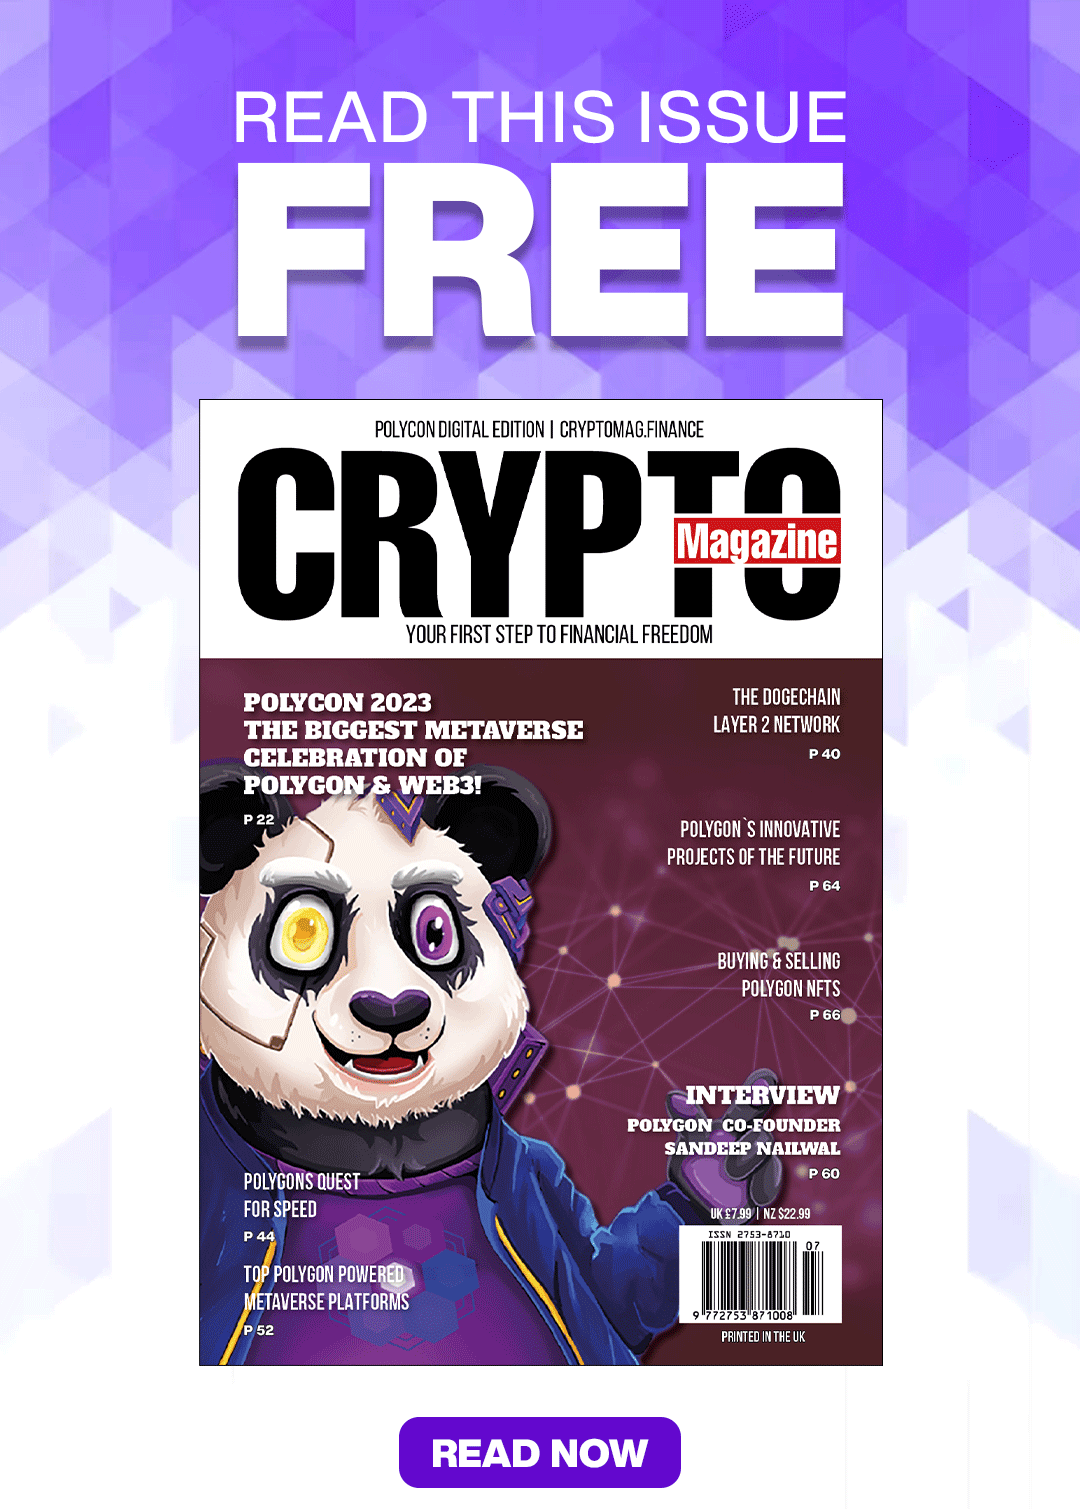 READ THIS ISSUE
FREE
POLYCON DIGITAL EDITION | CRYPTOMAG.FINANCE
CRYPTO
Magazine
YOUR FIRST STEP TO FINANCIAL FREEDOM
POLYCON 2023
THE BIGGEST METAVERSE
CELEBRATION OF
POLYGON & WEB3!
P 22
THE DOGECHAIN
LAYER 2 NETWORK
P 40
POLYGON`S INNOVATIVE
PROJECTS OF THE FUTURE
P 64
BUYING & SELLING
POLYGON NFTS
P 66
INTERVIEW
POLYGON CO-FOUNDER
SANDEEP NAILWAL
P 60
POLYGONS QUEST
FOR SPEED
P 44
TOP POLYGON POWERED
METAVERSE PLATFORMS
P 52
UK £7.99 | NZ $22.99
ISSN 2753-8710
07
9 772753 871008
PRINTED IN THE UK
READ NOW